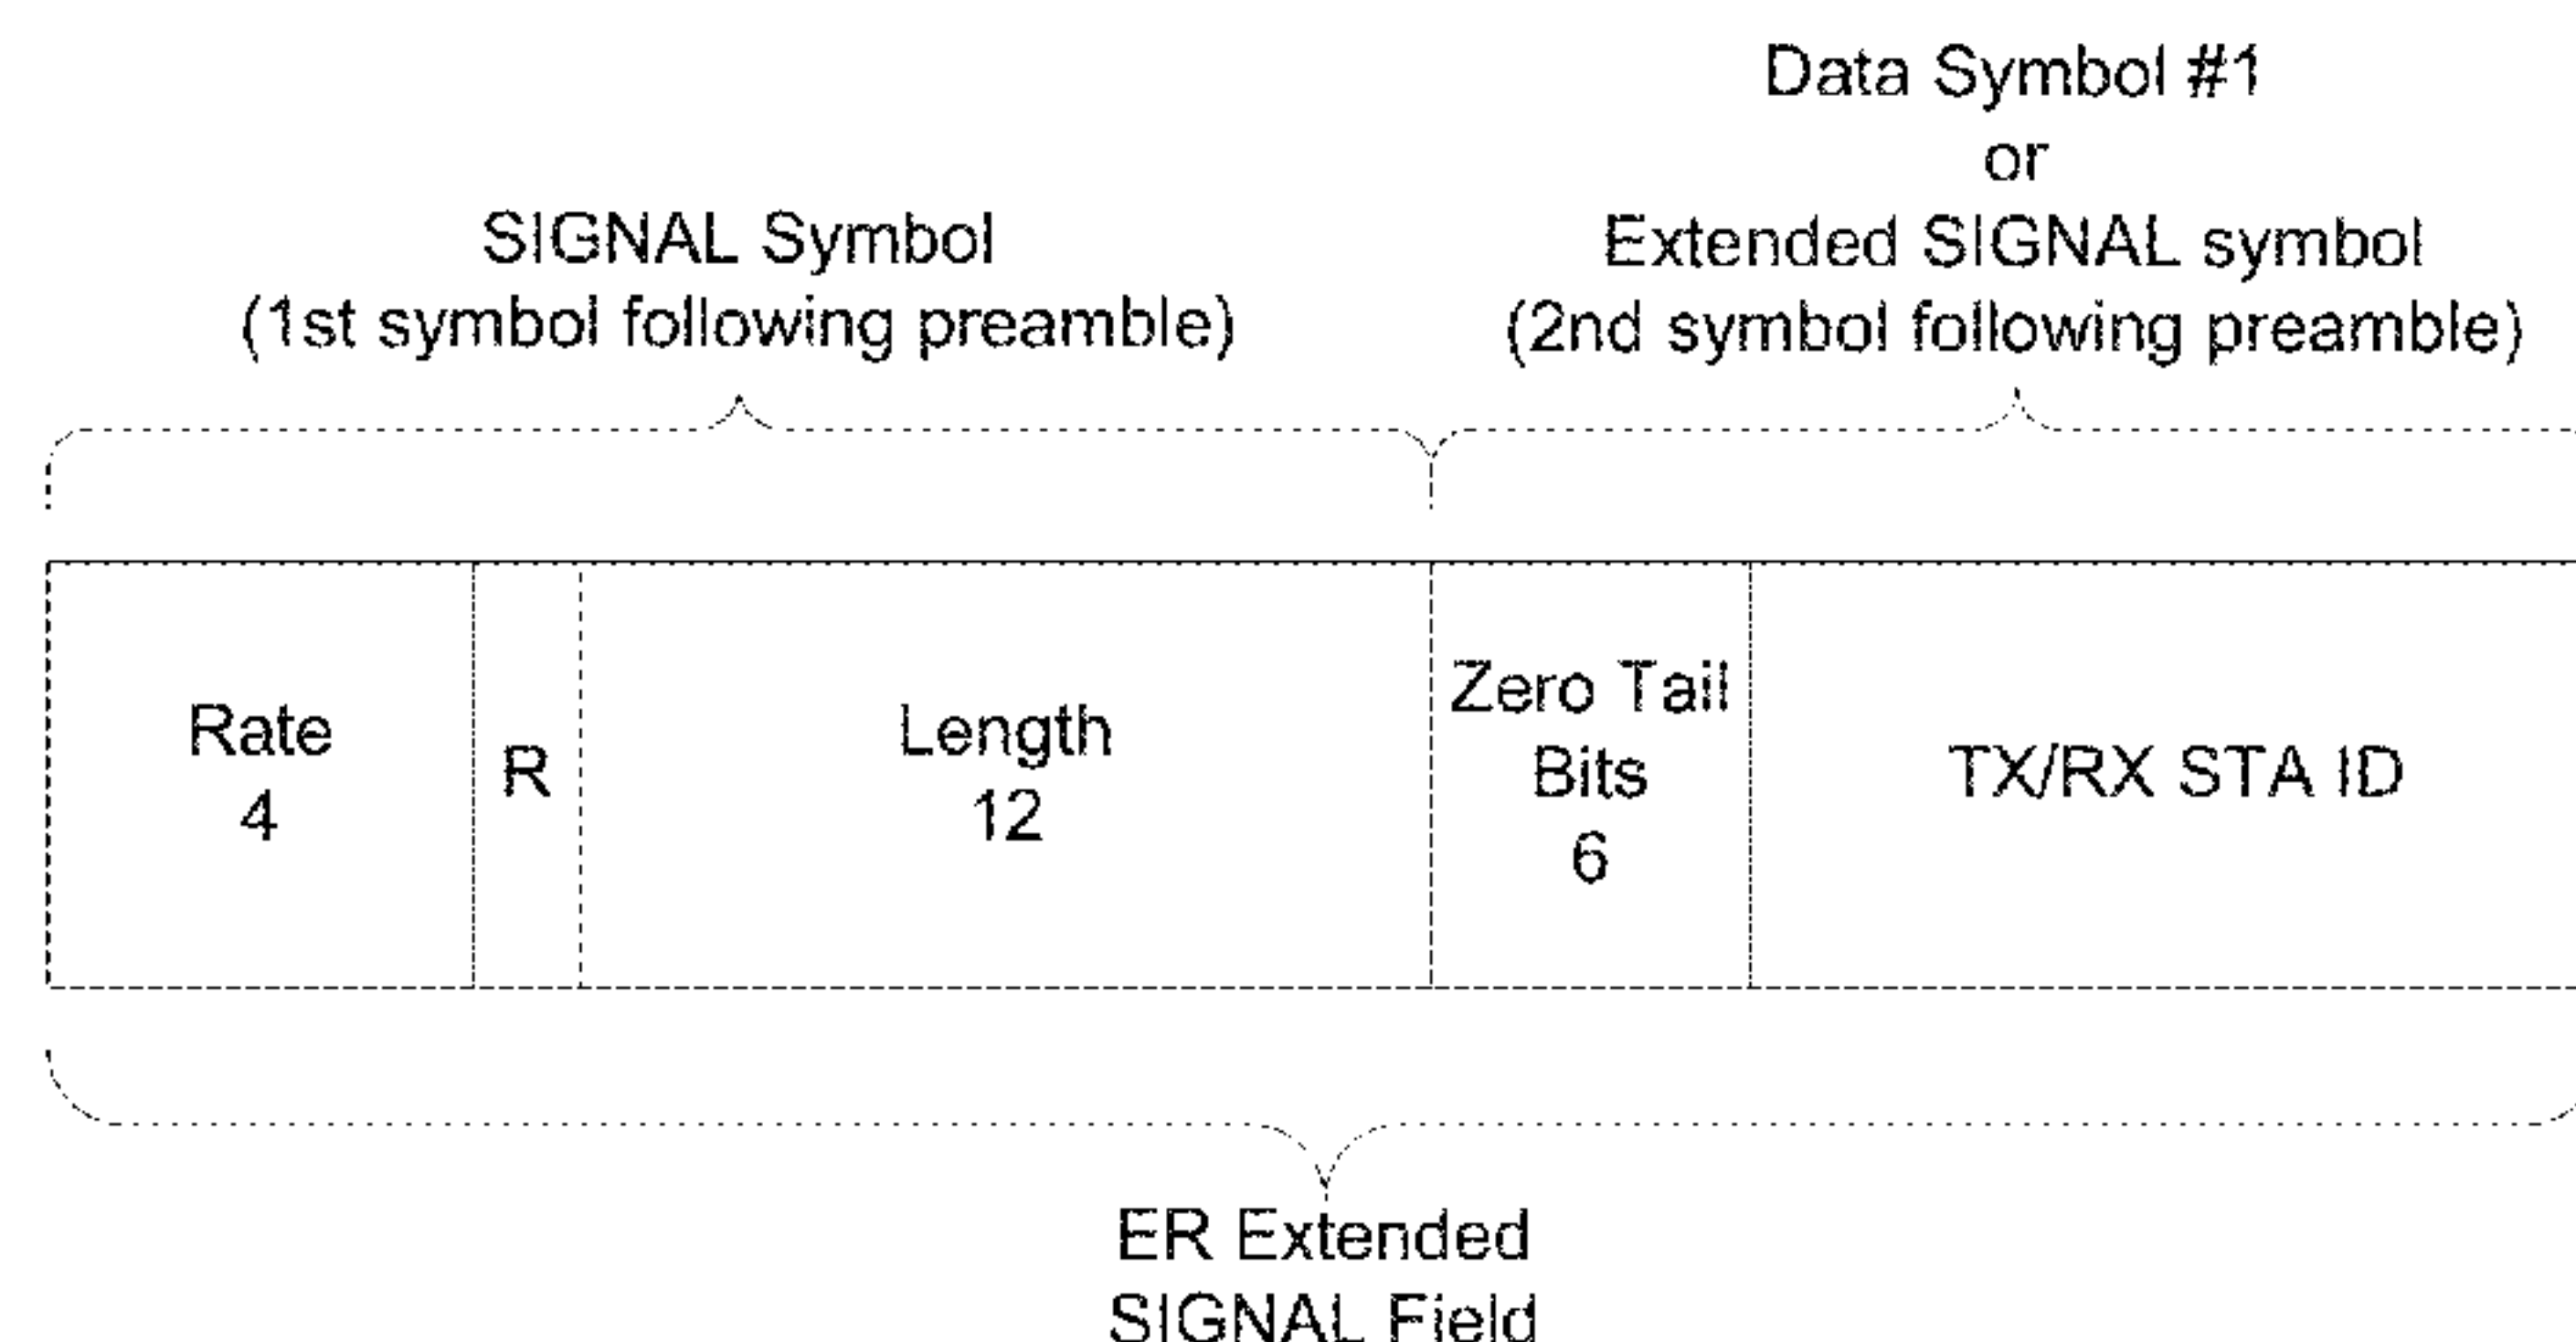 Data Symbol #1
or
Extended SIGNAL symbol
(2nd symbol following preamble)
SIGNAL Symbol
(1st symbol following preamble)
Rate
4
R
Length
12
Zero Tail
Bits
6
TX/RX STA ID
ER Extended
SIGNAL Field